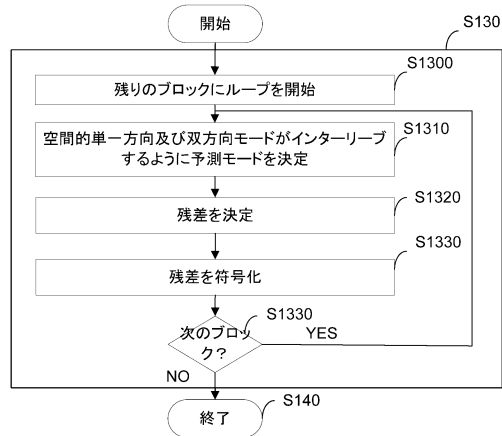 開始
S130
S1300
残りのブロックにループを開始
空間的単一方向及び双方向モードがインターリーブ
するように予測モードを決定
S1310
残差を決定
S1320
残差を符号化
S1330
S1330
次のブロッ
ク?
YES
NO
終了
S140